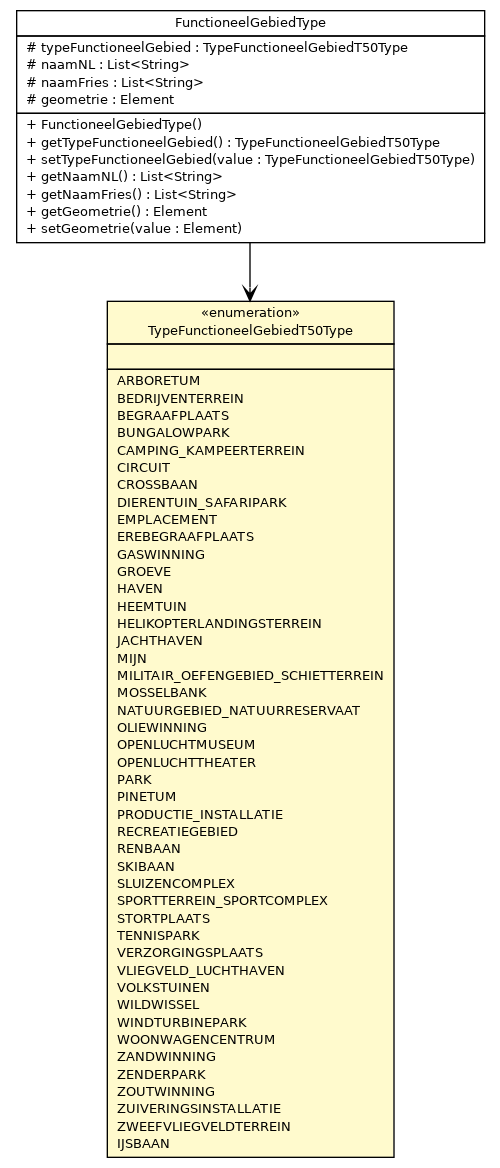 FunctioneelGebiedType
# typeFunctioneelGebied : TypeFunctioneelGebiedT50Type
# naamNL : List<String>
# naamFries : List<String>
# geometrie : Element
+ FunctioneelGebiedType()
+ getTypeFunctioneelGebied() : TypeFunctioneelGebiedT50Type
+ setTypeFunctioneelGebied(value : TypeFunctioneelGebiedT50Type)
+ getNaamNL() : List<String>
+ getNaamFries() : List<String>
+ getGeometrie() : Element
+ setGeometrie(value : Element)
«enumeration»
TypeFunctioneelGebiedT50Type
ARBORETUM
BEDRIJVENTERREIN
BEGRAAFPLAATS
BUNGALOWPARK
CAMPING_KAMPEERTERREIN
CIRCUIT
CROSSBAAN
DIERENTUIN_SAFARIPARK
EMPLACEMENT
EREBEGRAAFPLAATS
GASWINNING
GROEVE
HAVEN
HEEMTUIN
HELIKOPTERLANDINGSTERREIN
JACHTHAVEN
MIJN
MILITAIR_OEFENGEBIED_SCHIETTERREIN
MOSSELBANK
NATUURGEBIED_NATUURRESERVAAT
OLIEWINNING
OPENLUCHTMUSEUM
OPENLUCHTTHEATER
PARK
PINETUM
PRODUCTIE_INSTALLATIE
RECREATIEGEBIED
RENBAAN
SKIBAAN
SLUIZENCOMPLEX
SPORTTERREIN_SPORTCOMPLEX
STORTPLAATS
TENNISPARK
VERZORGINGSPLAATS
VLIEGVELD_LUCHTHAVEN
VOLKSTUINEN
WILDWISSEL
WINDTURBINEPARK
WOONWAGENCENTRUM
ZANDWINNING
ZENDERPARK
ZOUTWINNING
ZUIVERINGSINSTALLATIE
ZWEEFVLIEGVELDTERREIN
IJSBAAN